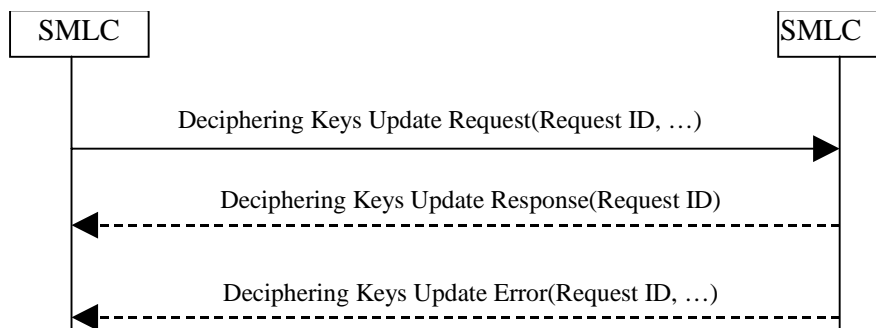 SMLC
SMLC
Deciphering Keys Update Request(Request ID, …)
Deciphering Keys Update Response(Request ID)
Deciphering Keys Update Error(Request ID, …)